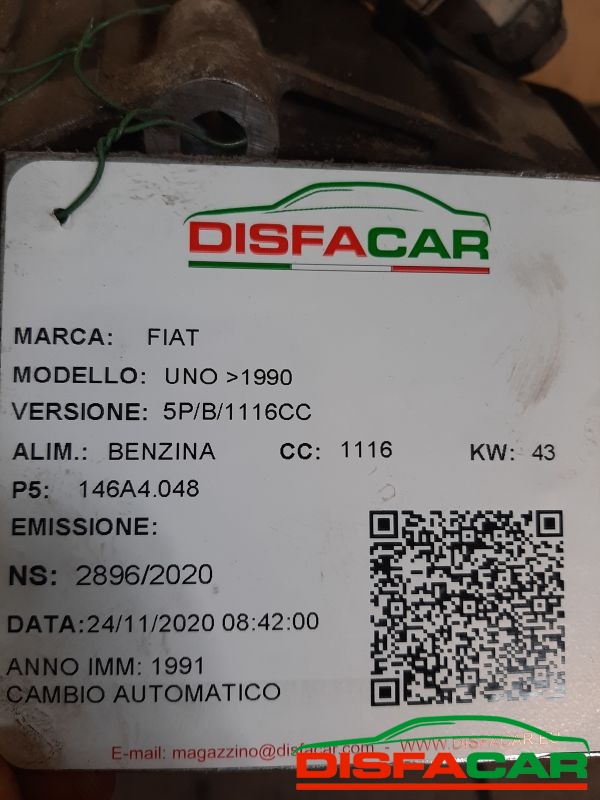 DISFACAR
MARCA: FIAT
MODELLO: UNO >1990
VERSIONE: 5P/B/1116CC
ALIM.: BENZINA CC: 1116 KW: 43
P5: 146A4.048
EMISSIONE:
NS: 2896/2020
DATA:24/11/2020 08:42:00
ANNO IMM: 1991
CAMBIO AUTOMATICO
E-mail: magazzino@disfacar.com - WWW.DISFACAR.EU
DISFACAR